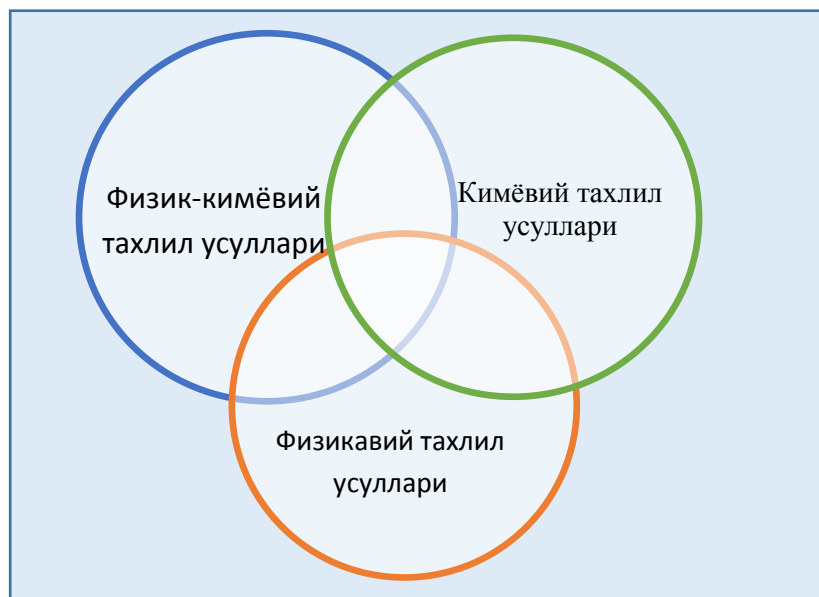 Физик-кимёвий
тахлил усуллари
Кимёвий тахлил
усуллари
Физикавий тахлил
усуллари